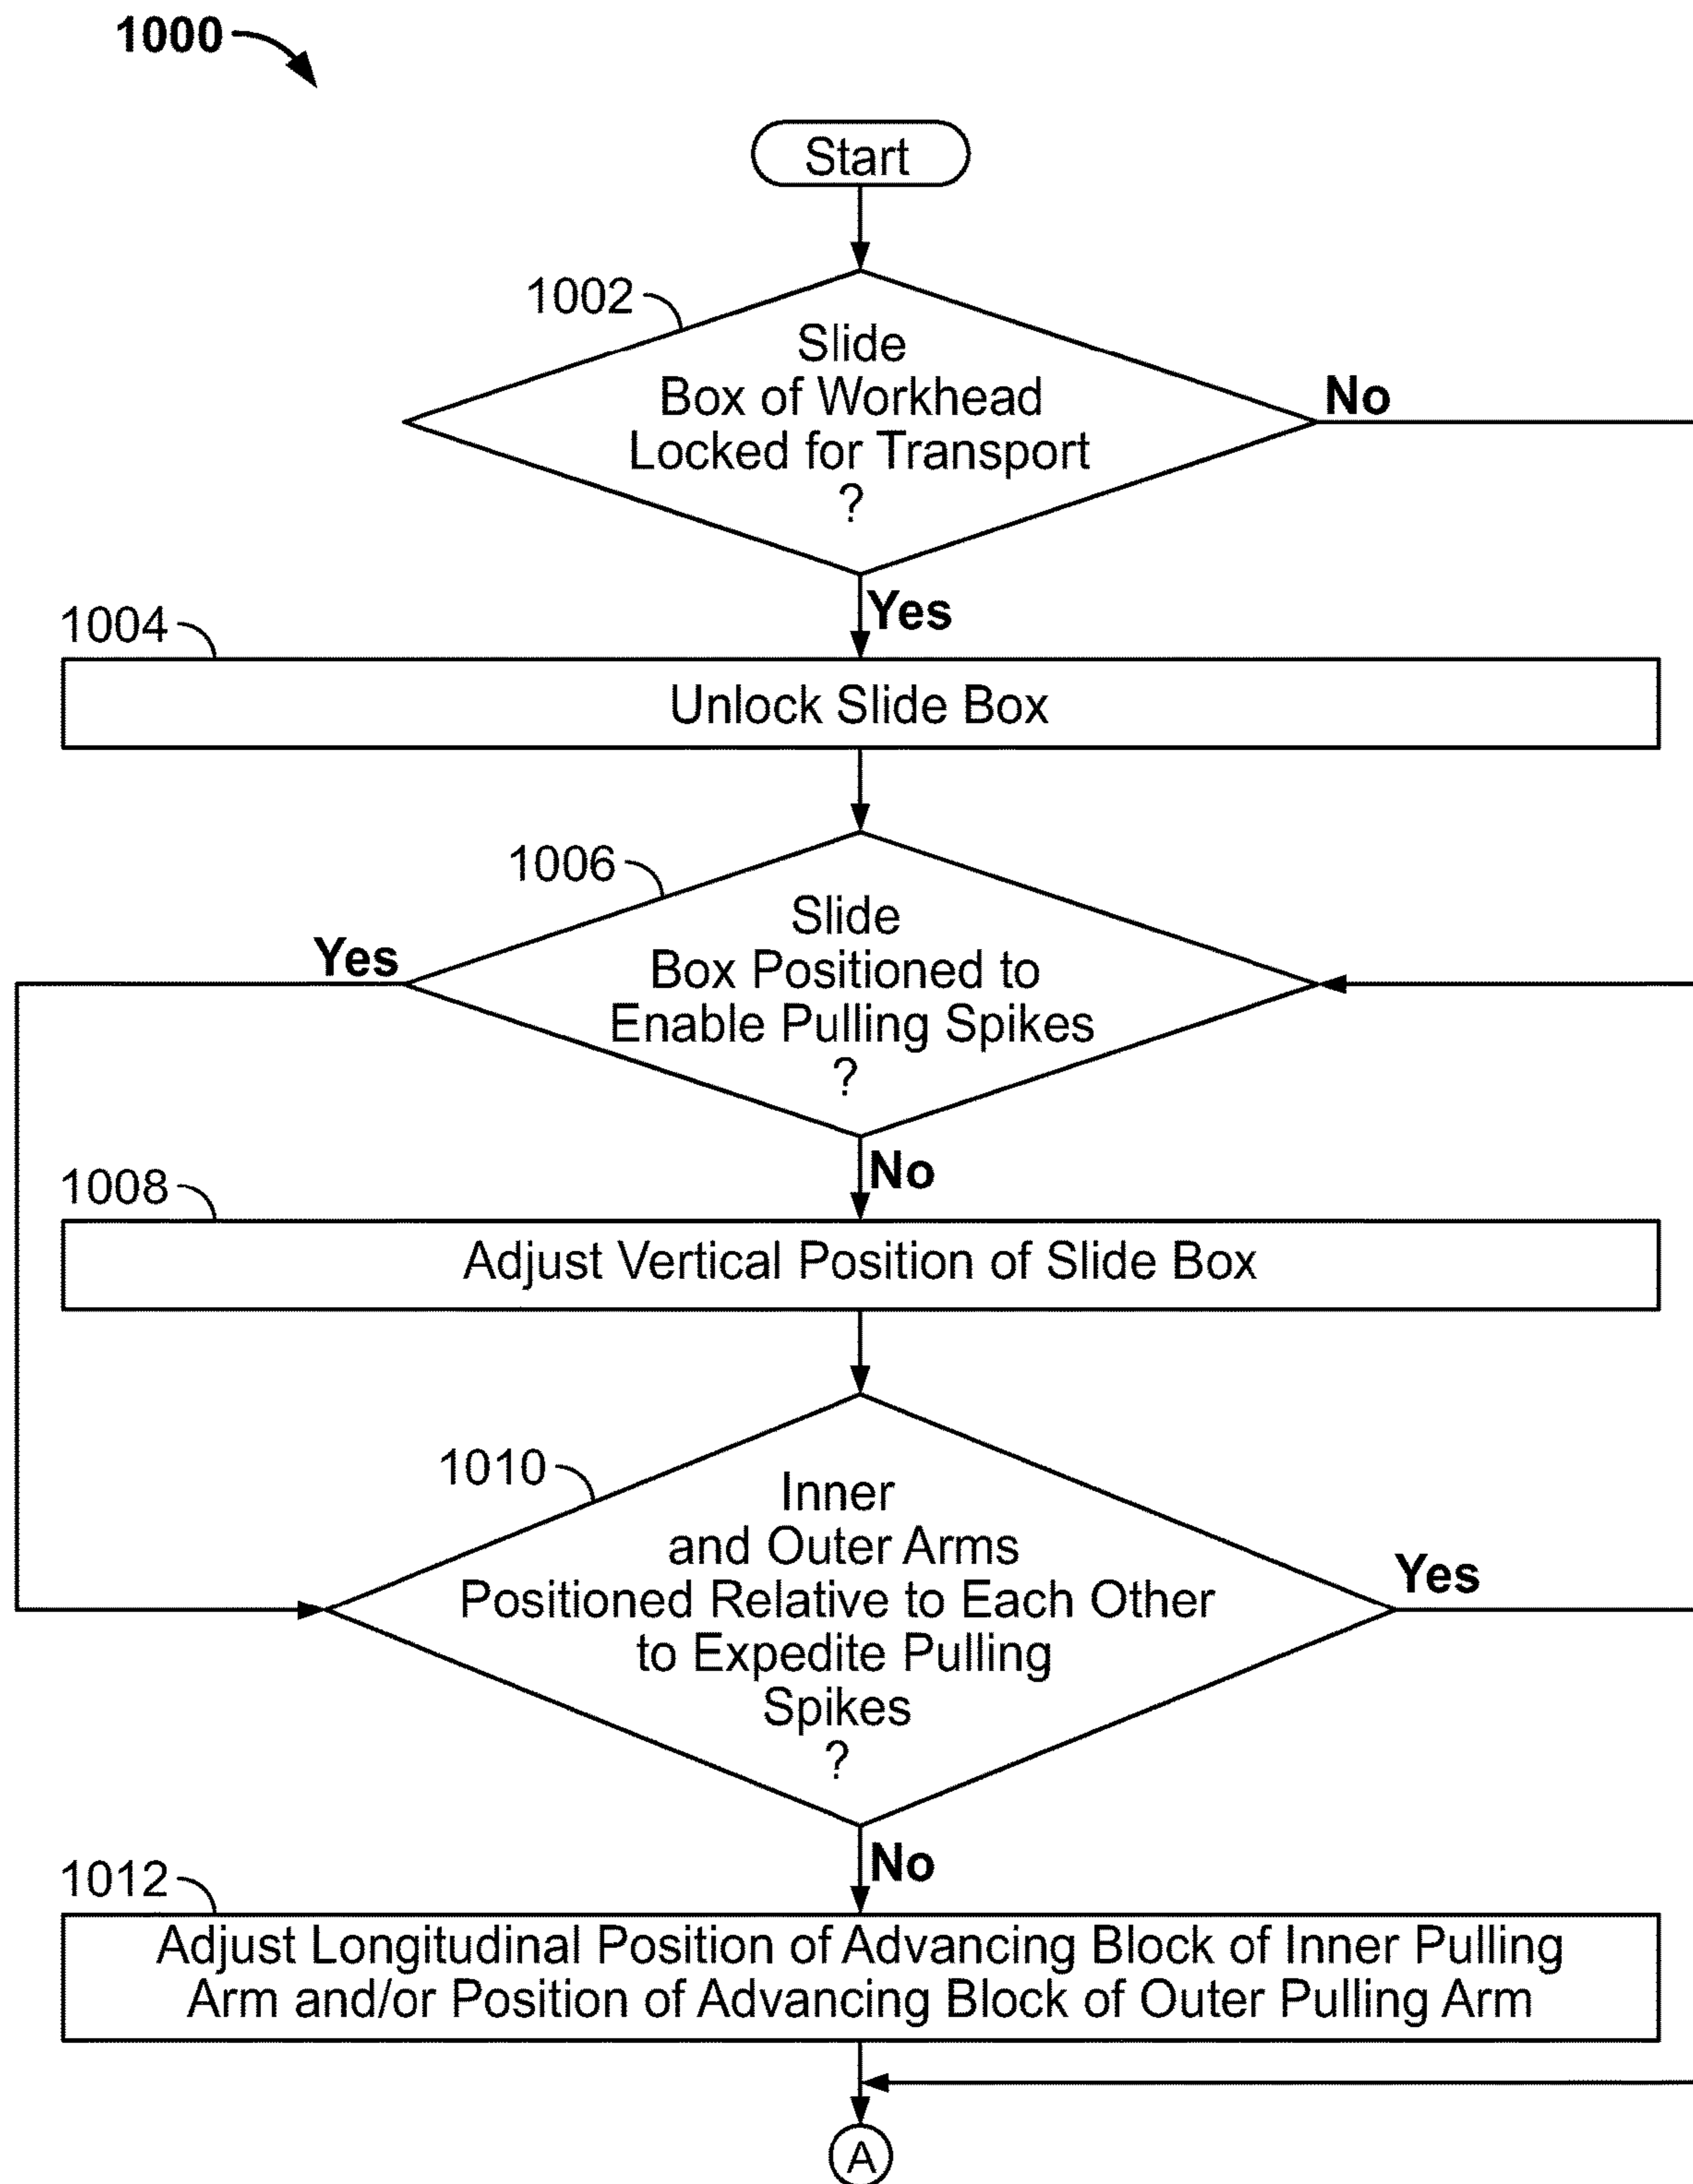 1000
Start
1002
Slide
Box of Workhead
Locked for Transport
?
No
Yes
1004
Unlock Slide Box
1006
Slide
Box Positioned to
Enable Pulling Spikes
?
Yes
No
1008
Adjust Vertical Position of Slide Box
1010
Inner
and Outer Arms
Positioned Relative to Each Other
to Expedite Pulling
Spikes
?
Yes
No
1012
Adjust Longitudinal Position of Advancing Block of Inner Pulling
Arm and/or Position of Advancing Block of Outer Pulling Arm
A